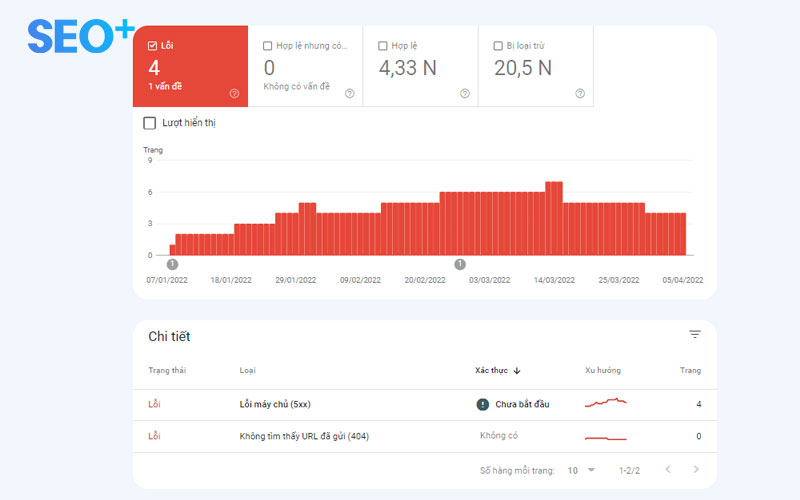 SEO+
Lỗi
4
1 vấn đề
Hợp lệ nhưng có...
0
Không có vấn đề
Hợp lệ
4,33 N
Bị loại trừ
20,5 N
Lượt hiển thị
Trang
9
6
3
0
1
1
07/01/2022 18/01/2022 29/01/2022 09/02/2022 20/02/2022 03/03/2022 14/03/2022 25/03/2022 05/04/2022
Chi tiết
Trạng thái Loại Xác thực Xu hướng Trang
Lỗi Lỗi máy chủ (5xx) Chưa bắt đầu 4
Lỗi Không tìm thấy URL đã gửi (404) Không có 0
Số hàng mỗi trang: 10 1-2/2